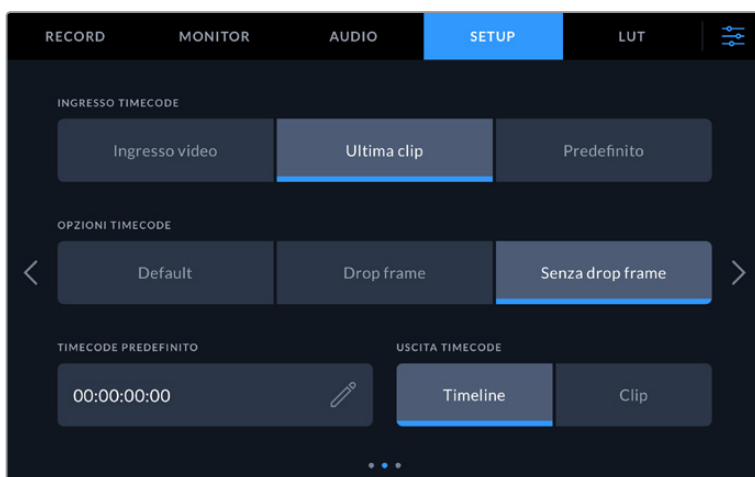 RECORD MONITOR AUDIO SETUP LUT
INGRESSO TIMECODE
Ingresso video Ultima clip Predefinito
OPZIONI TIMECODE
Default Drop frame Senza drop frame
TIMECODE PREDEFINITO USCITA TIMECODE
00:00:00:00 Timeline Clip